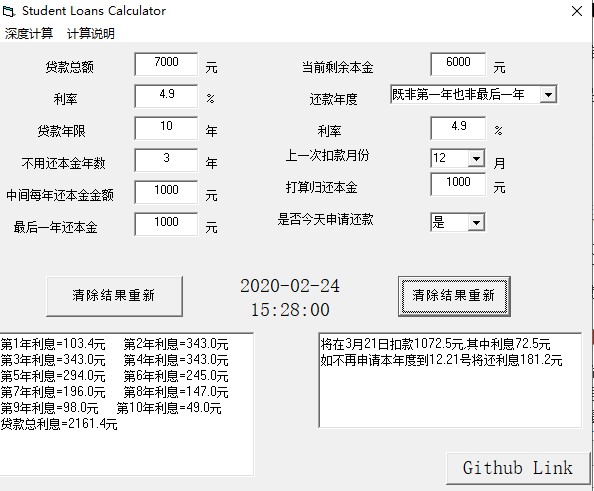 Student Loans Calculator
深度计算 计算说明
贷款总额 7000 元
利率 4.9 %
贷款年限 10 年
不用还本金年数 3 年
中间每年还本金金额 1000 元
最后一年还本金 1000 元
当前剩余本金 6000 元
还款年度 既非第一年也非最后一年
利率 4.9 %
上一次扣款月份 12 月
打算归还本金 1000 元
是否今天申请还款 是
清除结果重新
2020-02-24
15:28:00
清除结果重新
第1年利息=103.4元 第2年利息=343.0元
第3年利息=343.0元 第4年利息=343.0元
第5年利息=294.0元 第6年利息=245.0元
第7年利息=196.0元 第8年利息=147.0元
第9年利息=98.0元 第10年利息=49.0元
贷款总利息=2161.4元
将在3月21日扣款1072.5元,其中利息72.5元
如不再申请本年度到12.21号将还利息181.2元
Github Link